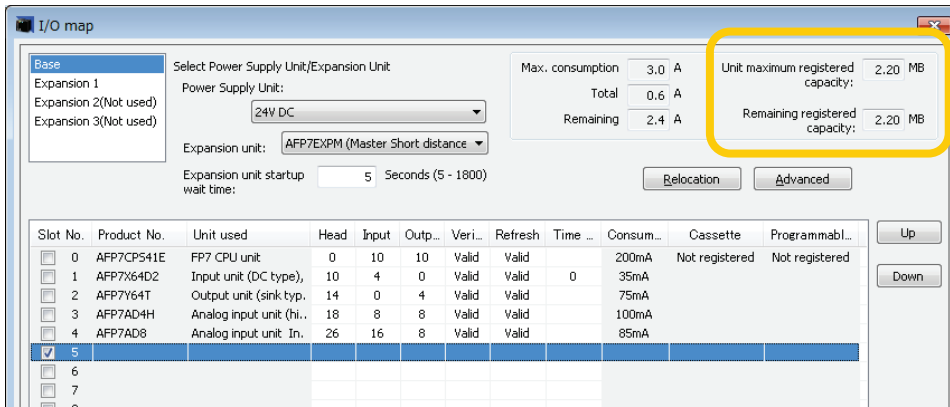 I/O map
Base
Expansion 1
Expansion 2(Not used)
Expansion 3(Not used)
Select Power Supply Unit/Expansion Unit
Power Supply Unit:
24V DC
Expansion unit: AFP7EXPM (Master Short distance
Expansion unit startup wait time: 5 Seconds (5 - 1800)
Max. consumption 3.0 A
Total 0.6 A
Remaining 2.4 A
Unit maximum registered capacity: 2.20 MB
Remaining registered capacity: 2.20 MB
Relocation Advanced
Slot No. Product No. Unit used Head Input Outp... Veri... Refresh Time ... Consum... Cassette Programmabl...
0 AFP7CPS41E FP7 CPU unit 0 10 10 Valid Valid 200mA Not registered Not registered
1 AFP7X64D2 Input unit (DC type), 10 4 0 Valid Valid 0 35mA
2 AFP7Y64T Output unit (sink typ. 14 0 4 Valid Valid 75mA
3 AFP7AD4H Analog input unit (hi.. 18 8 8 Valid Valid 100mA
4 AFP7AD8 Analog input unit In. 26 16 8 Valid Valid 85mA
5
6
7
Up
Down